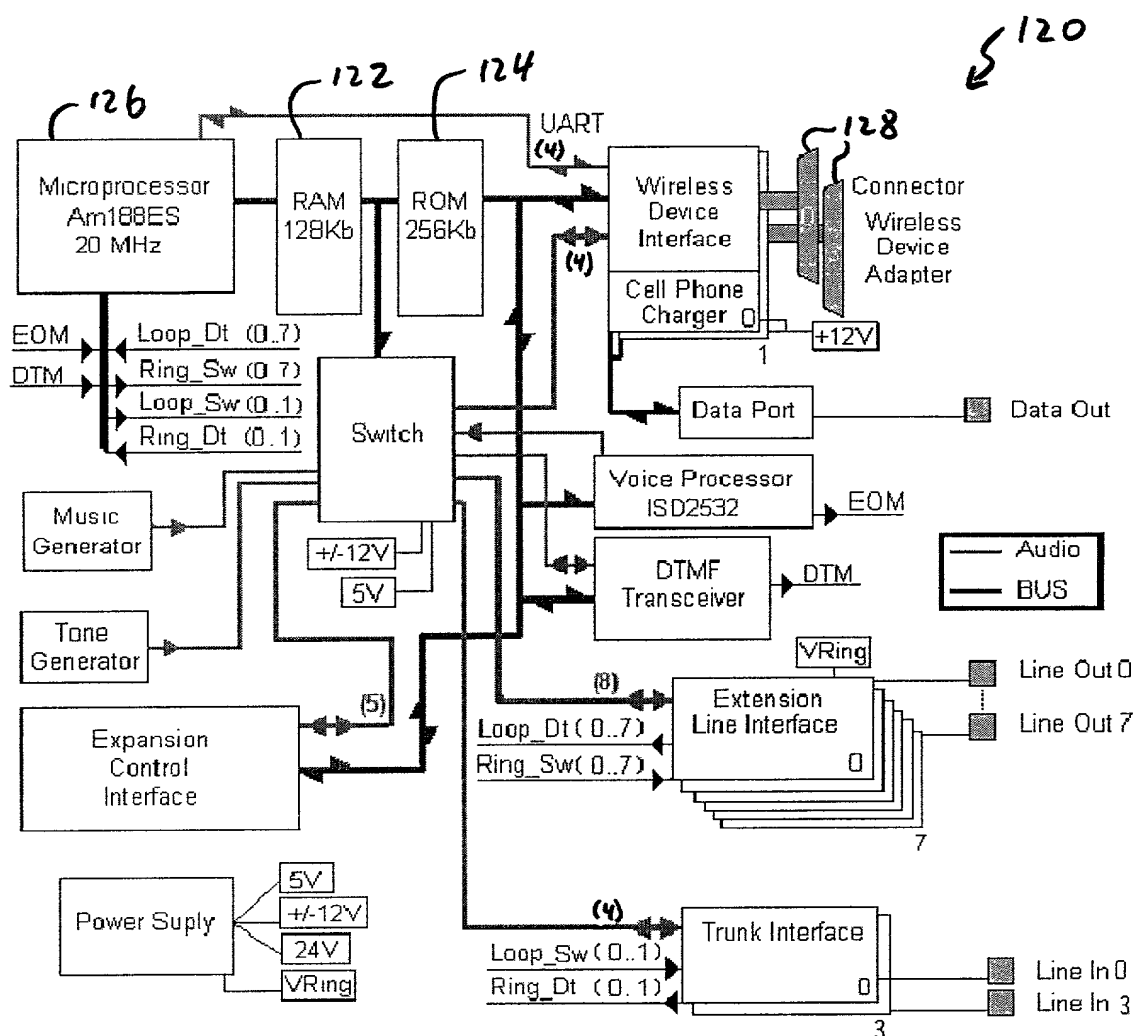 120
126
122
124
128
UART
(4)
Microprocessor
Am188ES
20 MHz
RAM
128Kb
ROM
256Kb
Wireless
Device
Interface
Connector
Wireless
Device
Adapter
(4)
Cell Phone
Charger
0
1
+12V
EOM
Loop_Dt (0..7)
DTM
Ring_Sw (0.7)
Loop_Sw (0.1)
Ring_Dt (0.1)
Switch
Data Port
Data Out
Voice Processor
ISD2532
EOM
Music
Generator
+/-12V
5V
DTMF
Transceiver
DTM
Audio
BUS
Tone
Generator
VRing
Line Out 0
(5)
(8)
Extension
Line Interface
0
Line Out 7
Loop_Dt (0..7)
Ring_Sw (0..7)
7
Expansion
Control
Interface
Power Suply
5V
+/-12V
24V
VRing
(4)
Trunk Interface
0
Loop_Sw (0..1)
Ring_Dt (0.1)
3
Line In 0
Line In 3